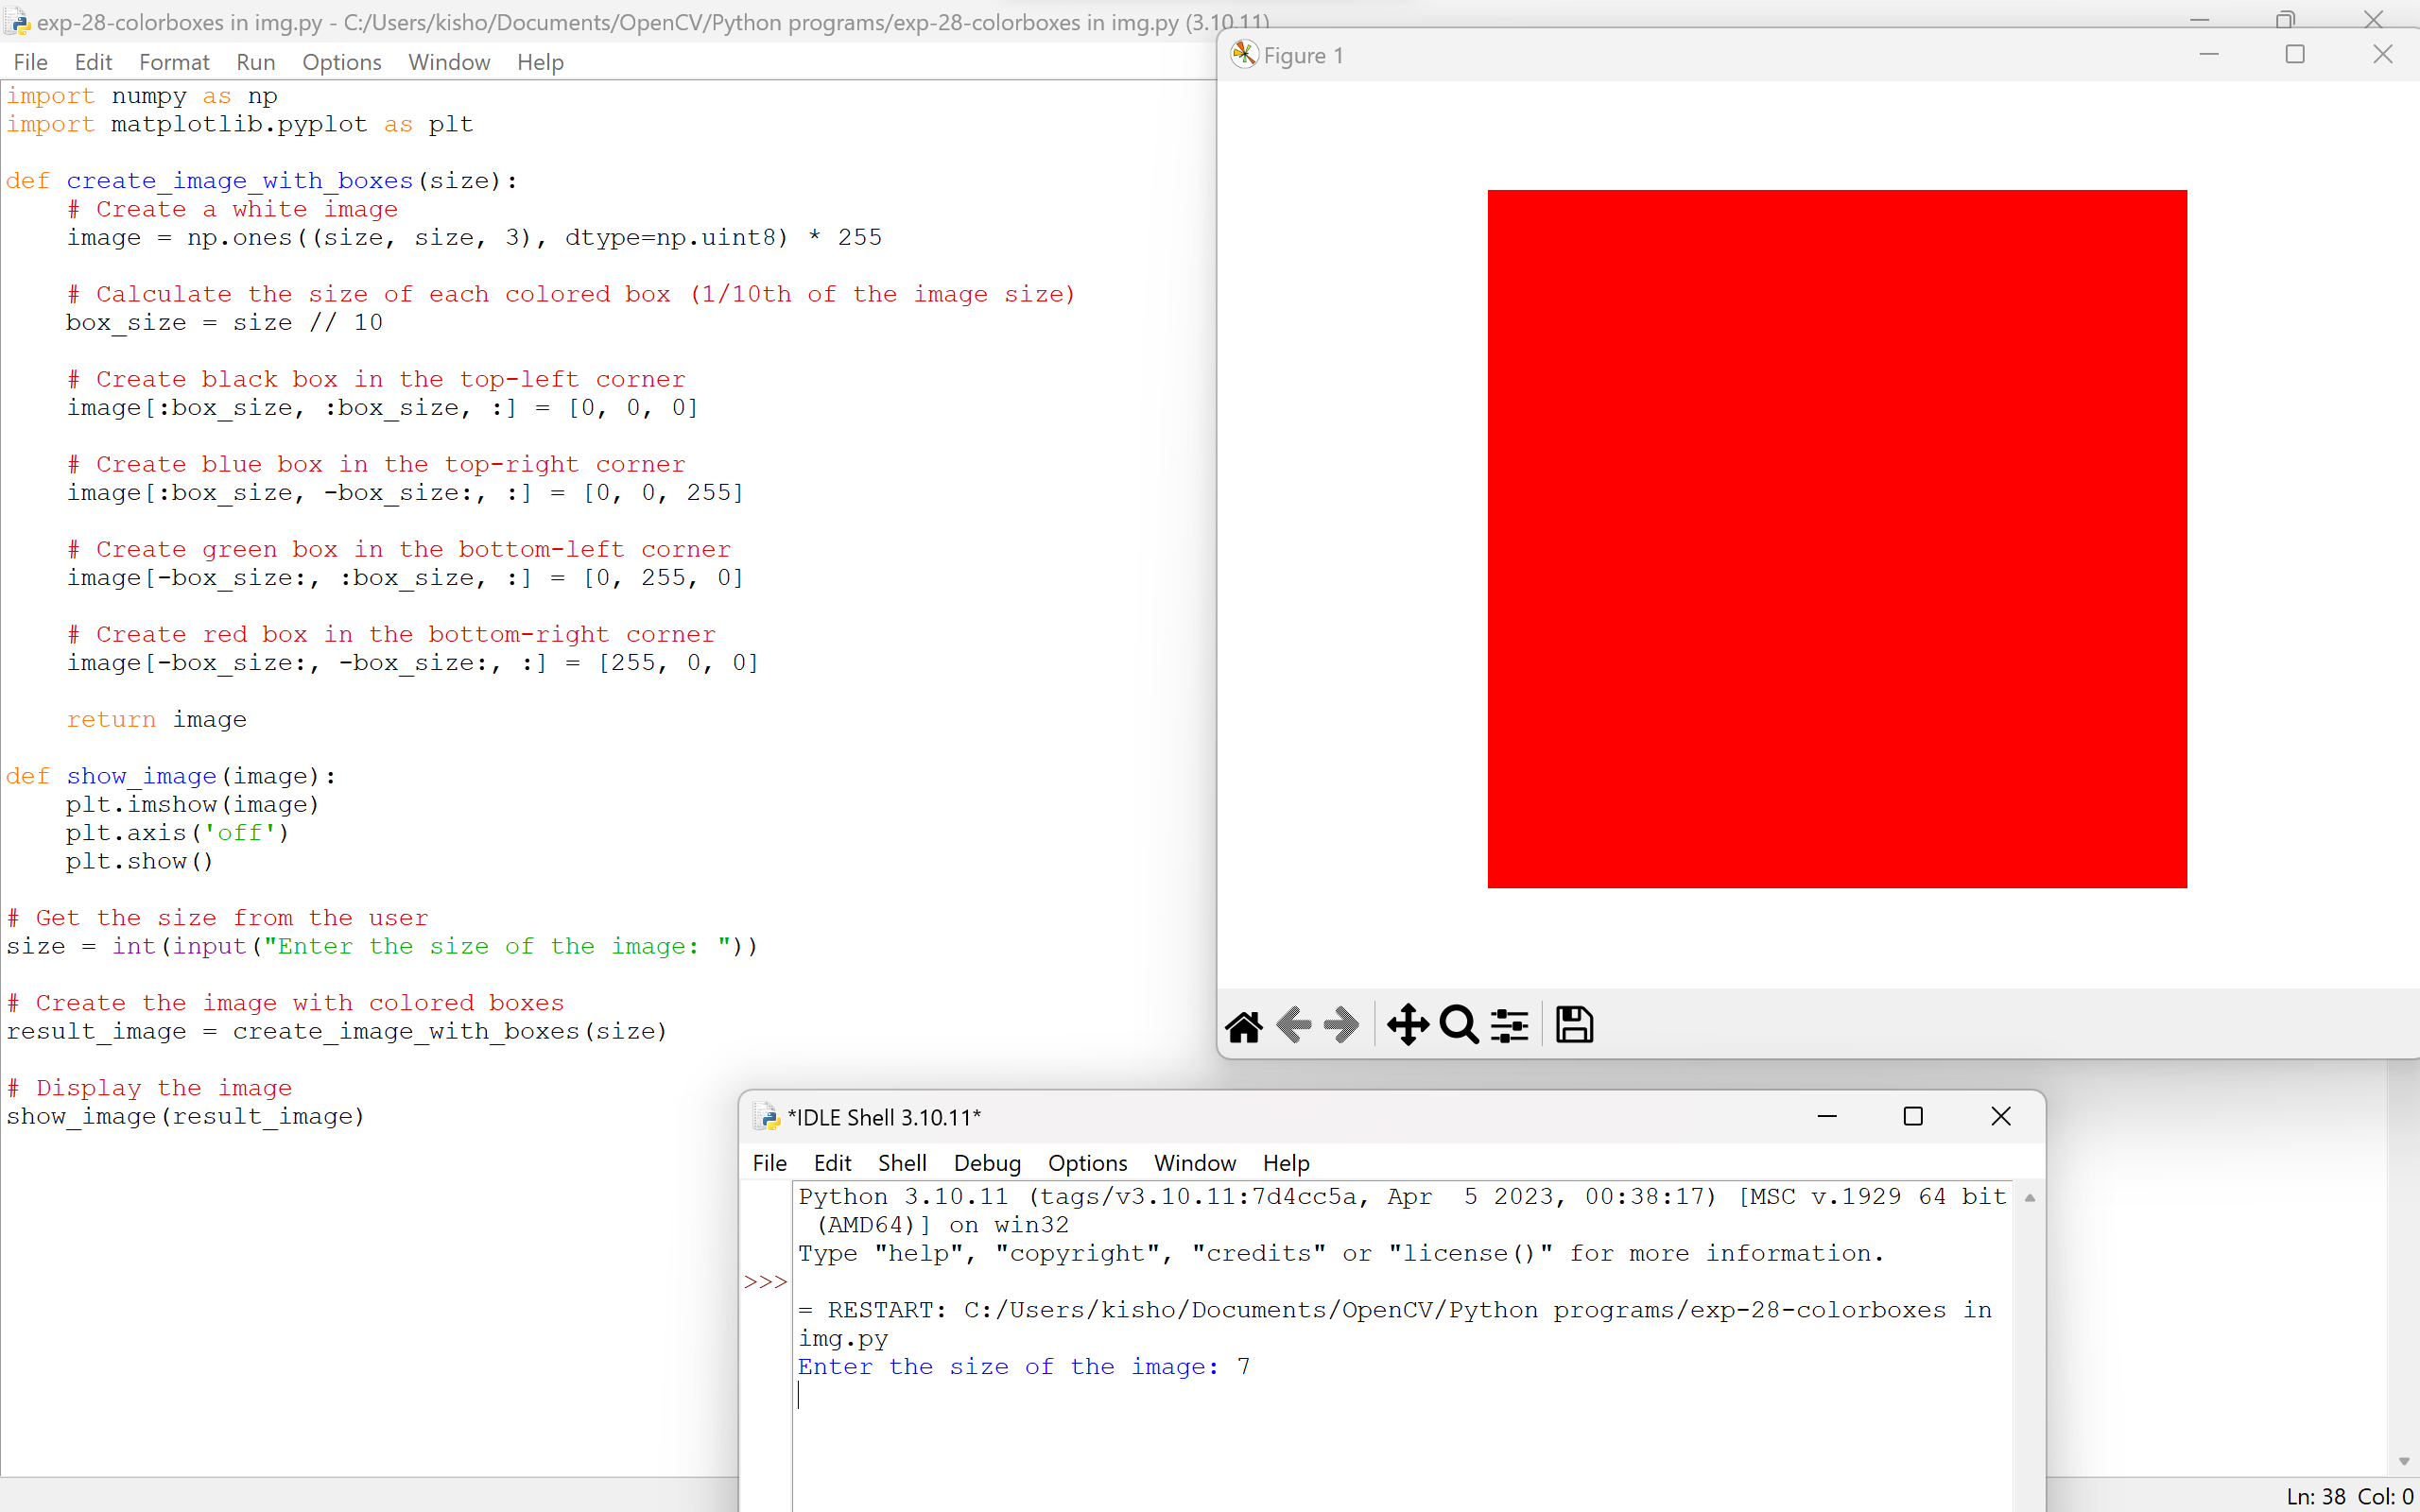 exp-28-colorboxes in img.py - C:/Users/kisho/Documents/OpenCV/Python programs/exp-28-colorboxes in img.py (3.10.11)
File Edit Format Run Options Window Help
import numpy as np
import matplotlib.pyplot as plt
def create_image_with_boxes(size):
# Create a white image
image = np.ones((size, size, 3), dtype=np.uint8) * 255
# Calculate the size of each colored box (1/10th of the image size)
box_size = size // 10
# Create black box in the top-left corner
image[:box_size, :box_size, :] = [0, 0, 0]
# Create blue box in the top-right corner
image[:box_size, -box_size:, :] = [0, 0, 255]
# Create green box in the bottom-left corner
image[-box_size:, :box_size, :] = [0, 255, 0]
# Create red box in the bottom-right corner
image[-box_size:, -box_size:, :] = [255, 0, 0]
return image
def show_image(image):
plt.imshow(image)
plt.axis('off')
plt.show()
# Get the size from the user
size = int(input("Enter the size of the image: "))
# Create the image with colored boxes
result_image = create_image_with_boxes(size)
# Display the image
show_image(result_image)
Figure 1
*IDLE Shell 3.10.11*
File Edit Shell Debug Options Window Help
Python 3.10.11 (tags/v3.10.11:7d4cc5a, Apr  5 2023, 00:38:17) [MSC v.1929 64 bit
(AMD64)] on win32
Type "help", "copyright", "credits" or "license()" for more information.
>>>
= RESTART: C:/Users/kisho/Documents/OpenCV/Python programs/exp-28-colorboxes in
img.py
Enter the size of the image: 7
Ln: 38 Col: 0